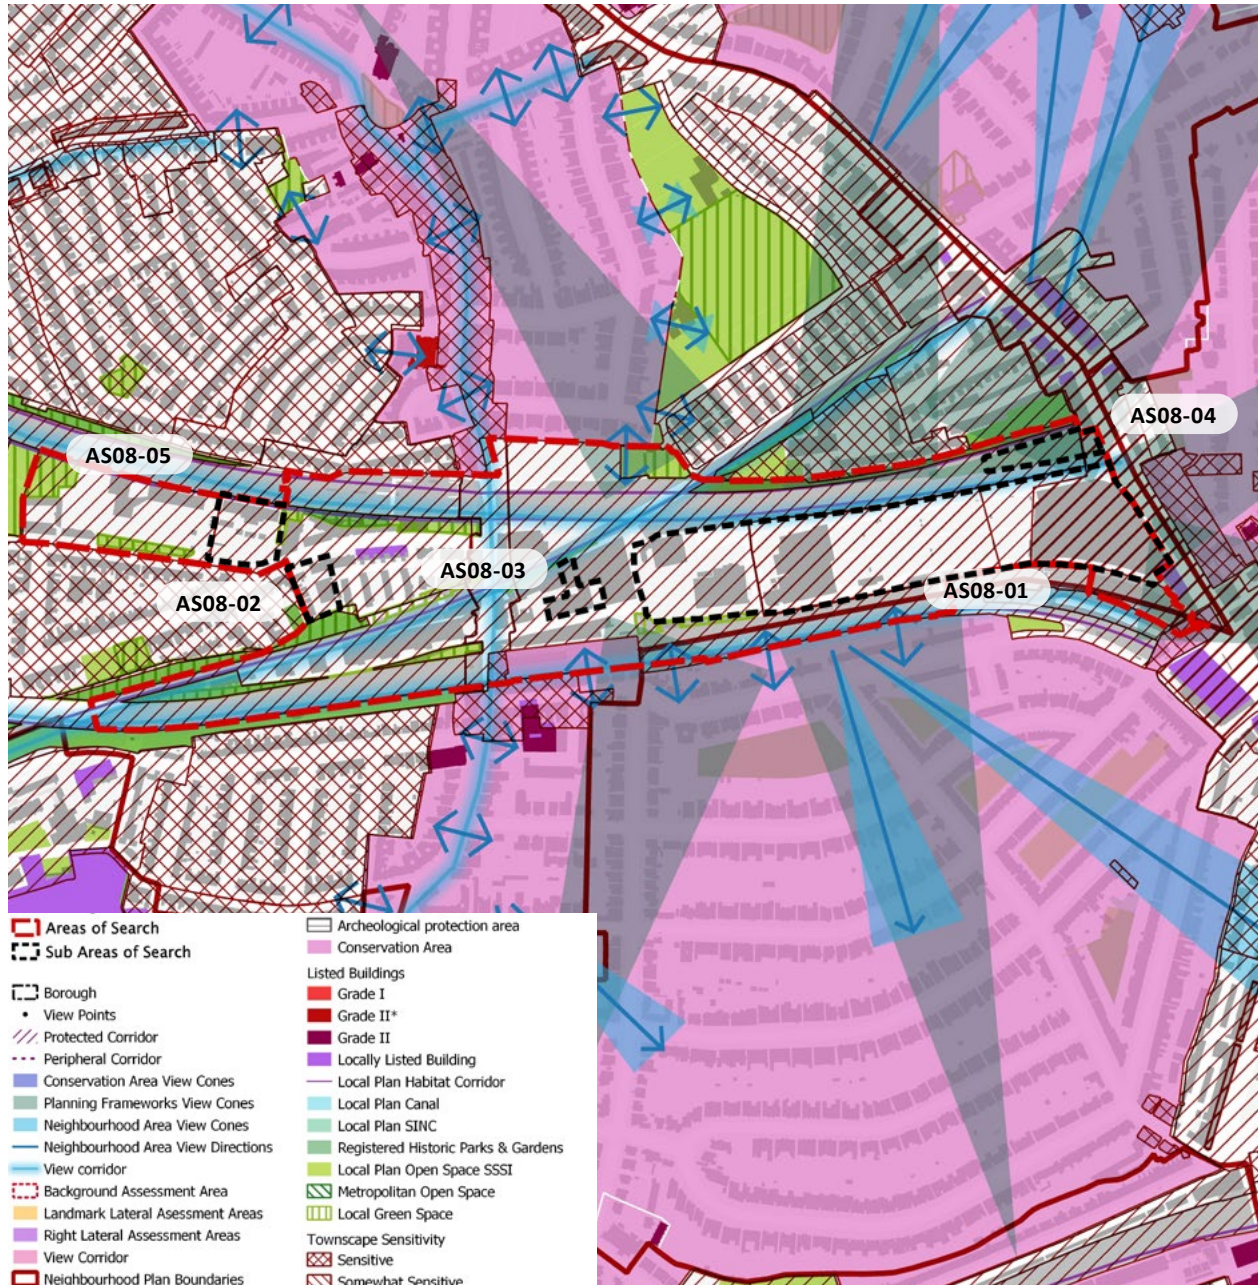 AS08-04
AS08-05
AS08-03
AS08-02
AS08-01
Areas of Search
Sub Areas of Search
Borough
View Points
Protected Corridor
Peripheral Corridor
Conservation Area View Cones
Planning Frameworks View Cones
Neighbourhood Area View Cones
Neighbourhood Area View Directions
View corridor
Background Assessment Area
Landmark Lateral Asessment Areas
Right Lateral Assessment Areas
View Corridor
Neighbourhood Plan Boundaries
Archeological protection area
Conservation Area
Listed Buildings
Grade I
Grade II*
Grade II
Locally Listed Building
Local Plan Habitat Corridor
Local Plan Canal
Local Plan SINC
Registered Historic Parks & Gardens
Local Plan Open Space SSSI
Metropolitan Open Space
Local Green Space
Townscape Sensitivity
Sensitive
Somewhat Sensitive